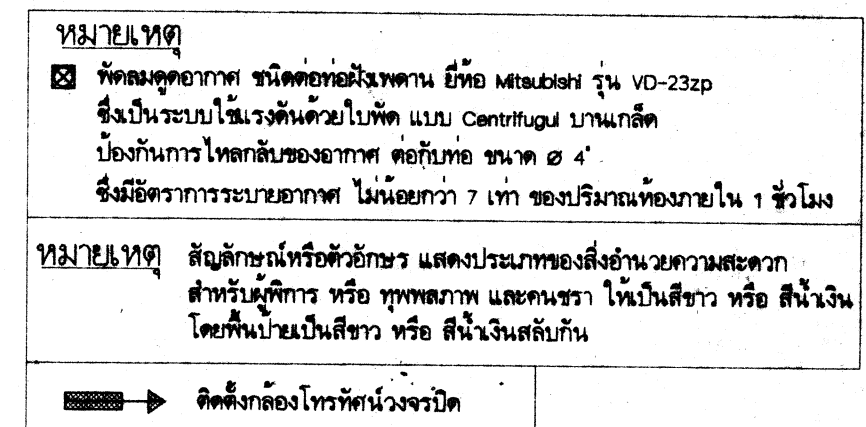 หมายเหตุ
พัดลมดูดอากาศ ชนิดต่อท่อฝังเพดาน ยี่ห้อ Mitsubishi รุ่น VD-23zp
ซึ่งเป็นระบบใช้แรงดันด้วยใบพัด แบบ Centrifugul บานเกล็ด
ป้องกันการไหลกลับของอากาศ ต่อกับท่อ ขนาด ø 4"
ซึ่งมีอัตราการระบายอากาศ ไม่น้อยกว่า 7 เท่า ของปริมาณห้องภายใน 1 ชั่วโมง
หมายเหตุ สัญลักษณ์หรือตัวอักษร แสดงประเภทของสิ่งอำนวยความสะดวก
สำหรับผู้พิการ หรือ ทุพพลภาพ และคนชรา ให้เป็นสีขาว หรือ สีน้ำเงิน
โดยพื้นป้ายเป็นสีขาว หรือ สีน้ำเงินสลับกัน
ติดตั้งกล้องโทรทัศน์วงจรปิด